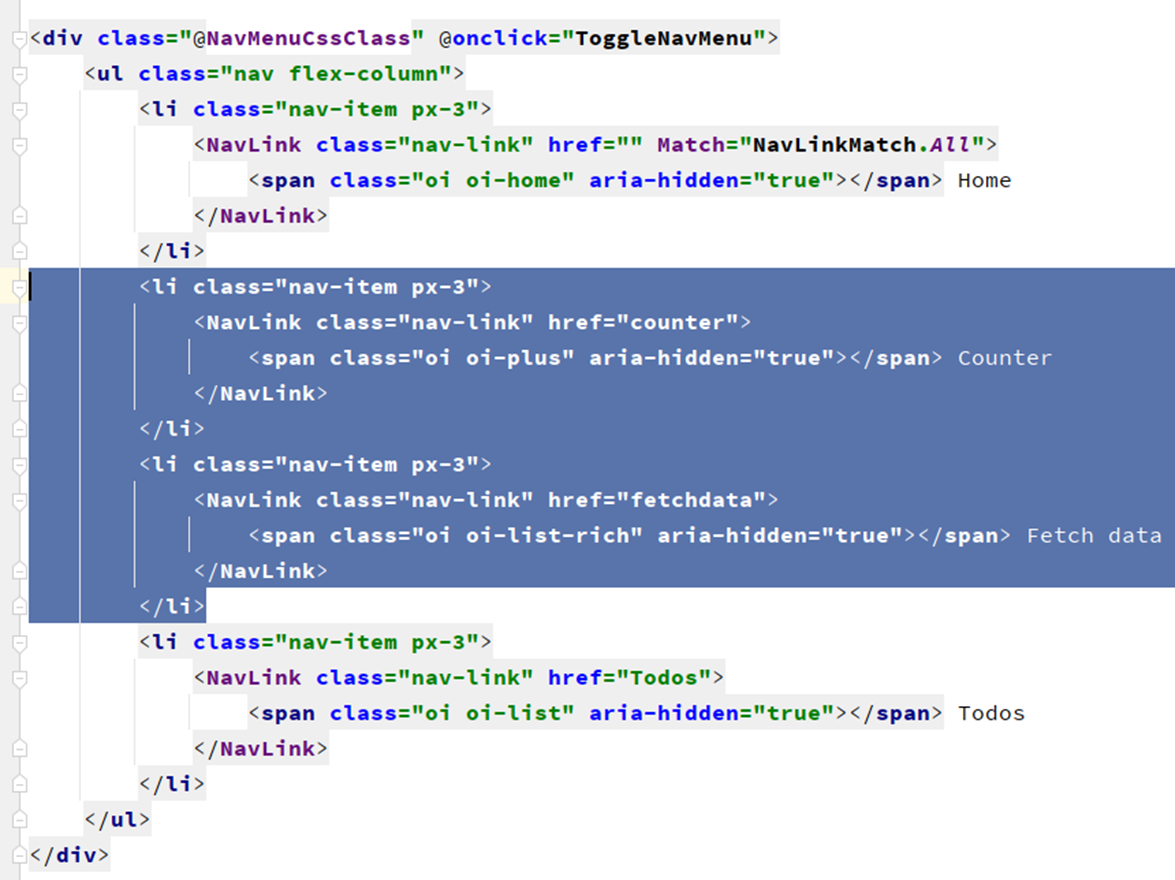 <div class="@NavMenuCssClass" @onclick="ToggleNavMenu">
    <ul class="nav flex-column">
        <li class="nav-item px-3">
            <NavLink class="nav-link" href="" Match="NavLinkMatch.All">
                <span class="oi oi-home" aria-hidden="true"></span> Home
            </NavLink>
        </li>
        <li class="nav-item px-3">
            <NavLink class="nav-link" href="counter">
                <span class="oi oi-plus" aria-hidden="true"></span> Counter
            </NavLink>
        </li>
        <li class="nav-item px-3">
            <NavLink class="nav-link" href="fetchdata">
                <span class="oi oi-list-rich" aria-hidden="true"></span> Fetch data
            </NavLink>
        </li>
        <li class="nav-item px-3">
            <NavLink class="nav-link" href="Todos">
                <span class="oi oi-list" aria-hidden="true"></span> Todos
            </NavLink>
        </li>
    </ul>
</div>